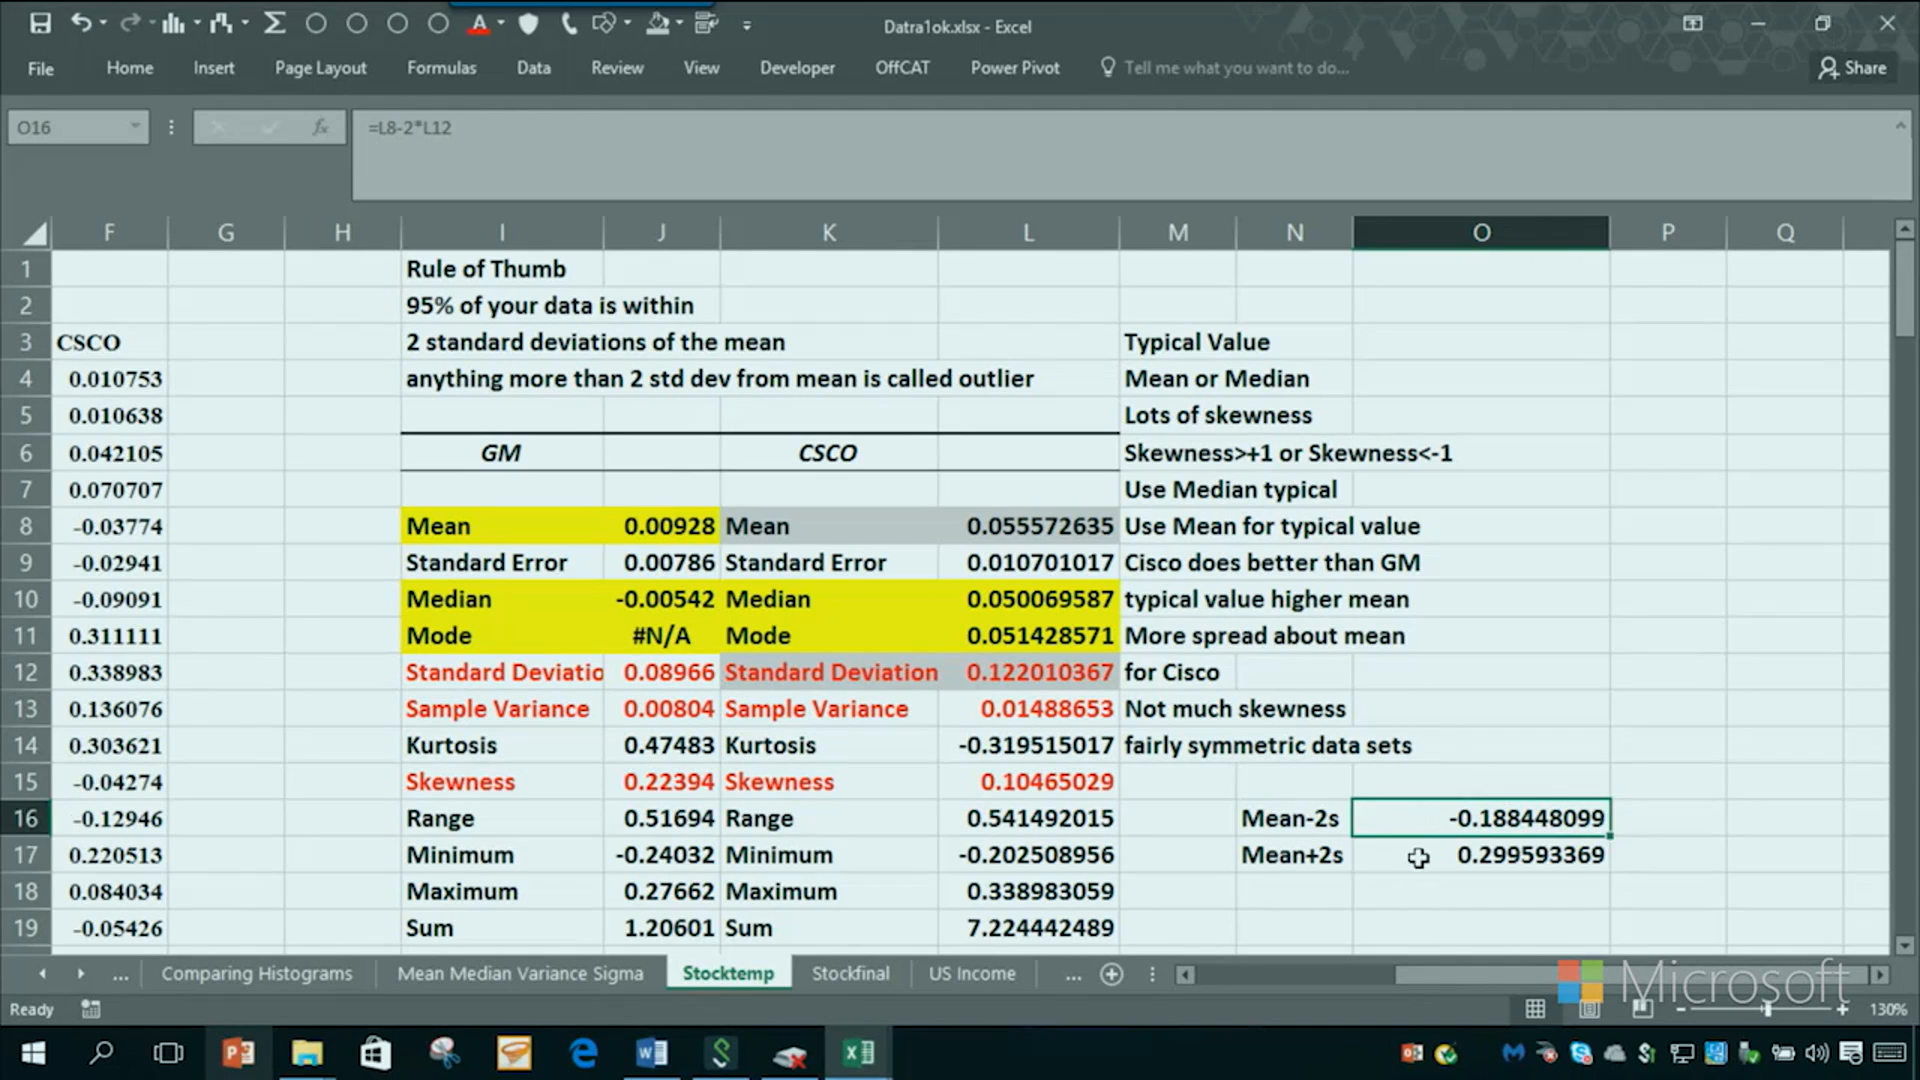 Datra1ok.xlsx - Excel
File Home Insert Page Layout Formulas Data Review View Developer OffCAT Power Pivot Tell me what you want to do... Share
O16 fx =L8-2*L12
F G H I J K L M N O P Q
1 Rule of Thumb
2 95% of your data is within
3 CSCO 2 standard deviations of the mean Typical Value
4 0.010753 anything more than 2 std dev from mean is called outlier Mean or Median
5 0.010638 Lots of skewness
6 0.042105 GM CSCO Skewness>+1 or Skewness<-1
7 0.070707 Use Median typical
8 -0.03774 Mean 0.00928 Mean 0.055572635 Use Mean for typical value
9 -0.02941 Standard Error 0.00786 Standard Error 0.010701017 Cisco does better than GM
10 -0.09091 Median -0.00542 Median 0.050069587 typical value higher mean
11 0.311111 Mode #N/A Mode 0.051428571 More spread about mean
12 0.338983 Standard Deviatio 0.08966 Standard Deviation 0.122010367 for Cisco
13 0.136076 Sample Variance 0.00804 Sample Variance 0.01488653 Not much skewness
14 0.303621 Kurtosis 0.47483 Kurtosis -0.319515017 fairly symmetric data sets
15 -0.04274 Skewness 0.22394 Skewness 0.10465029
16 -0.12946 Range 0.51694 Range 0.541492015 Mean-2s -0.188448099
17 0.220513 Minimum -0.24032 Minimum -0.202508956 Mean+2s 0.299593369
18 0.084034 Maximum 0.27662 Maximum 0.338983059
19 -0.05426 Sum 1.20601 Sum 7.224442489
... Comparing Histograms Mean Median Variance Sigma Stocktemp Stockfinal US Income ...
Microsoft
Ready 130%